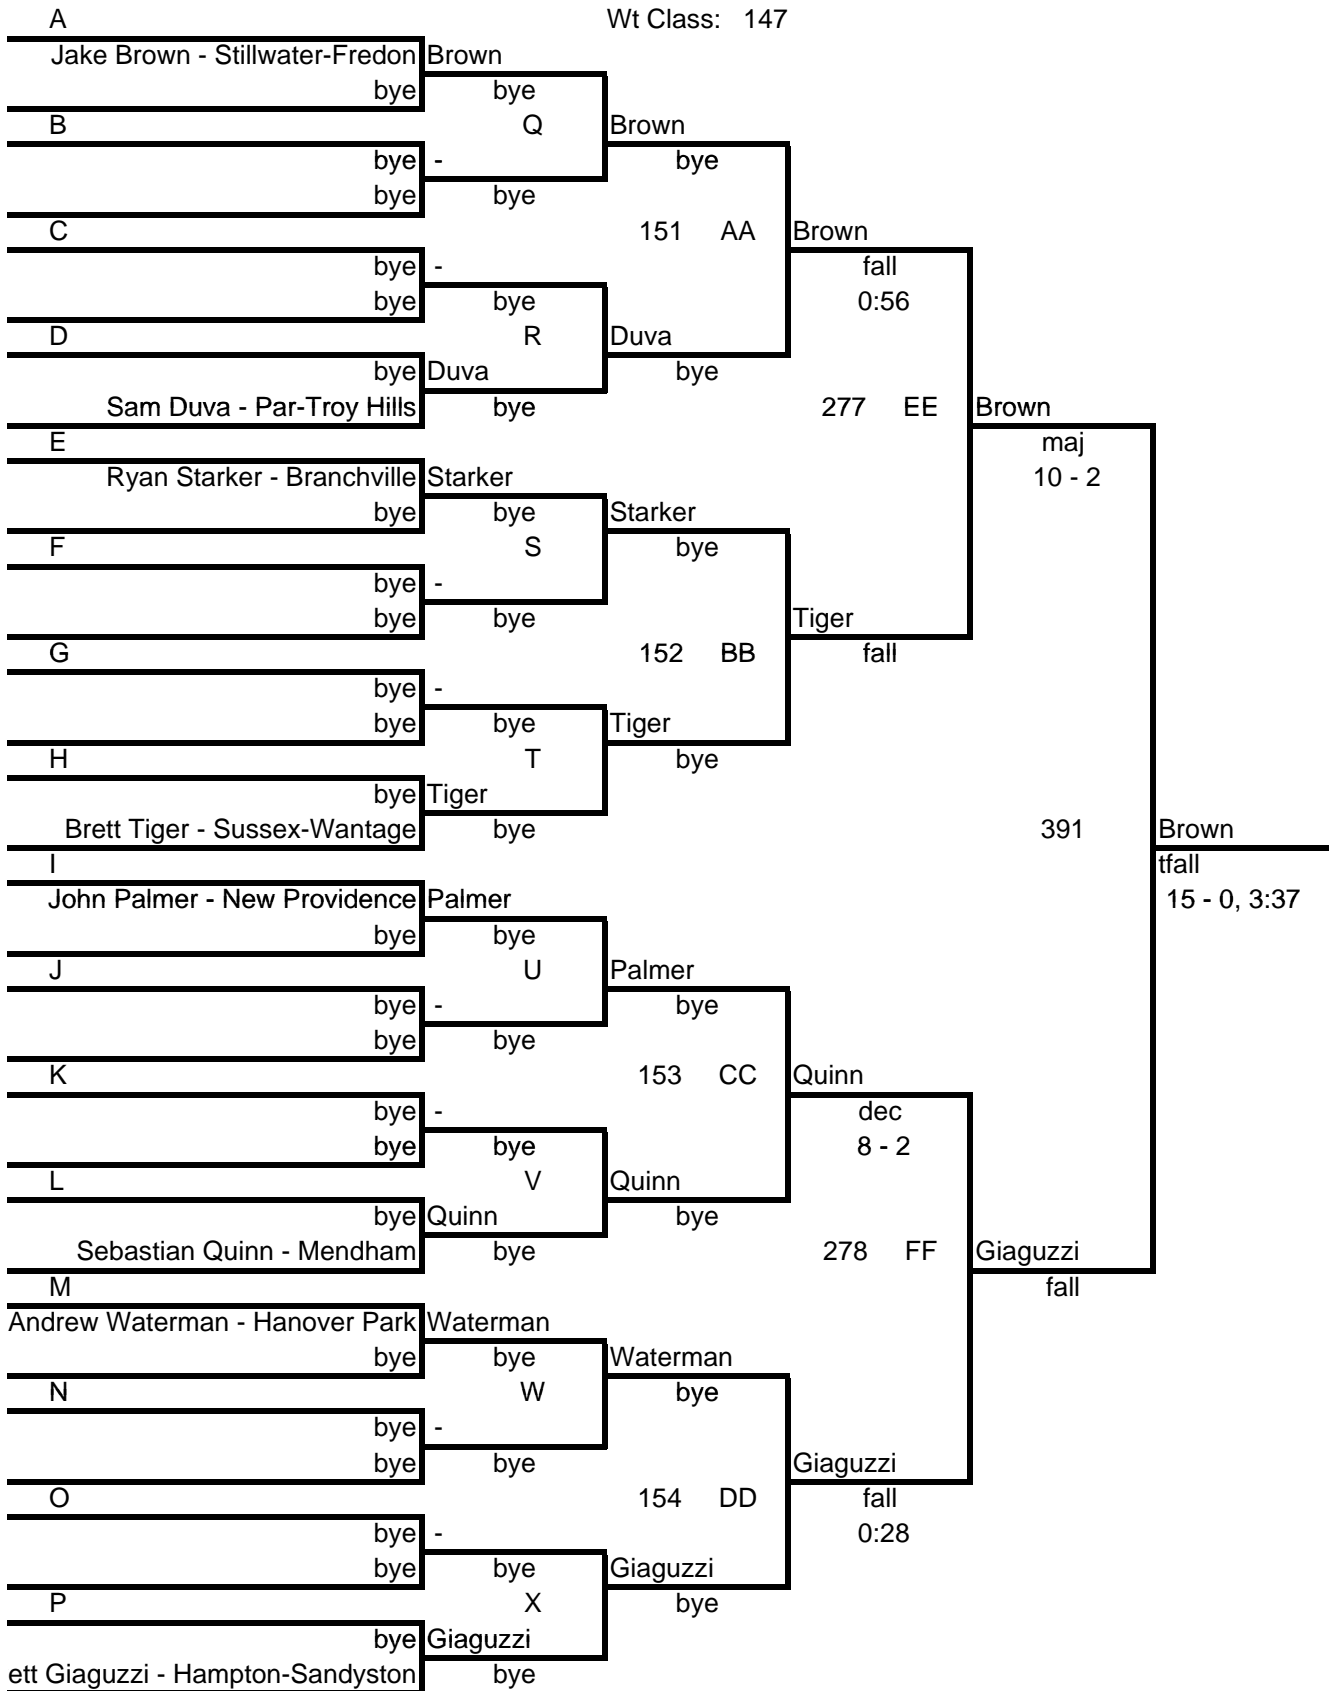 A Wt Class: 147
Jake Brown - Stillwater-Fredon Brown
bye bye
B Q Brown
bye - bye
bye bye
C 151 AA Brown
bye - fall
bye bye 0:56
D R Duva
bye Duva bye
Sam Duva - Par-Troy Hills bye 277 EE Brown
E maj
Ryan Starker - Branchville Starker 10 - 2
bye bye Starker
F S bye
bye -
bye bye Tiger
G 152 BB fall
bye -
bye bye Tiger
H T bye
bye Tiger
Brett Tiger - Sussex-Wantage bye 391 Brown
I tfall
John Palmer - New Providence Palmer 15 - 0, 3:37
bye bye
J U Palmer
bye - bye
bye bye
K 153 CC Quinn
bye - dec
bye bye 8 - 2
L V Quinn
bye Quinn bye
Sebastian Quinn - Mendham bye 278 FF Giaguzzi
M fall
Andrew Waterman - Hanover Park Waterman
bye bye Waterman
N W bye
bye -
bye bye Giaguzzi
O 154 DD fall
bye - 0:28
bye bye Giaguzzi
P X bye
bye Giaguzzi
ett Giaguzzi - Hampton-Sandyston bye